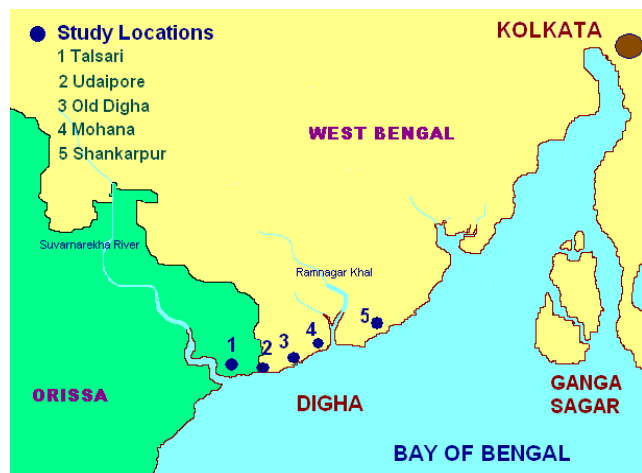 Study Locations
1 Talsari
2 Udaipore
3 Old Digha
4 Mohana
5 Shankarpur
KOLKATA
WEST BENGAL
Suvarnarekha River
Ramnagar Khal
5
4
3
2
1
ORISSA
DIGHA
GANGA
SAGAR
BAY OF BENGAL